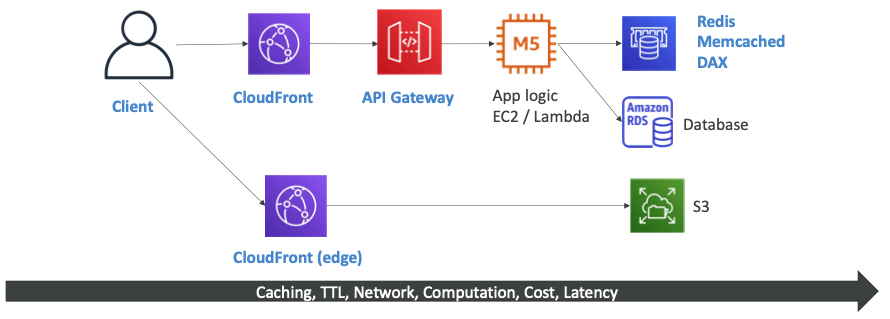 Client
CloudFront
API Gateway
M5
App logic
EC2 / Lambda
Redis
Memcached
DAX
Amazon
RDS
Database
CloudFront (edge)
S3
Caching, TTL, Network, Computation, Cost, Latency